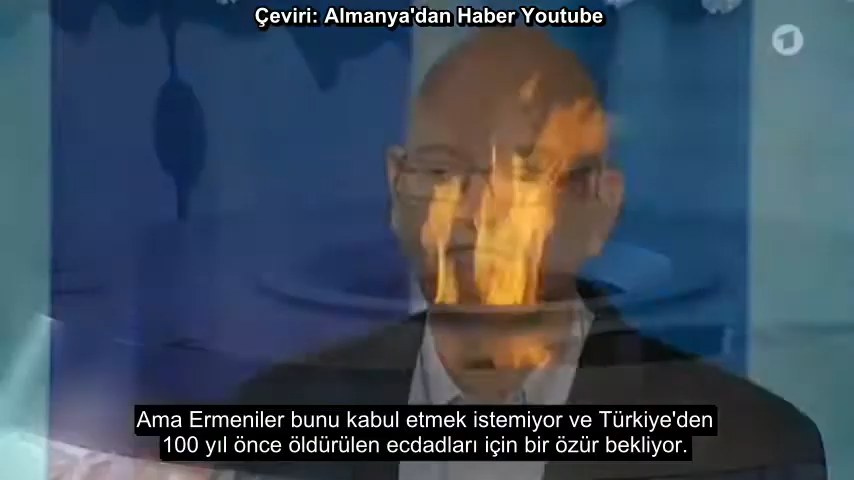 Çeviri: Almanya'dan Haber Youtube
1
Ama Ermeniler bunu kabul etmek istemiyor ve Türkiye'den
100 yıl önce öldürülen ecdadları için bir özür bekliyor.